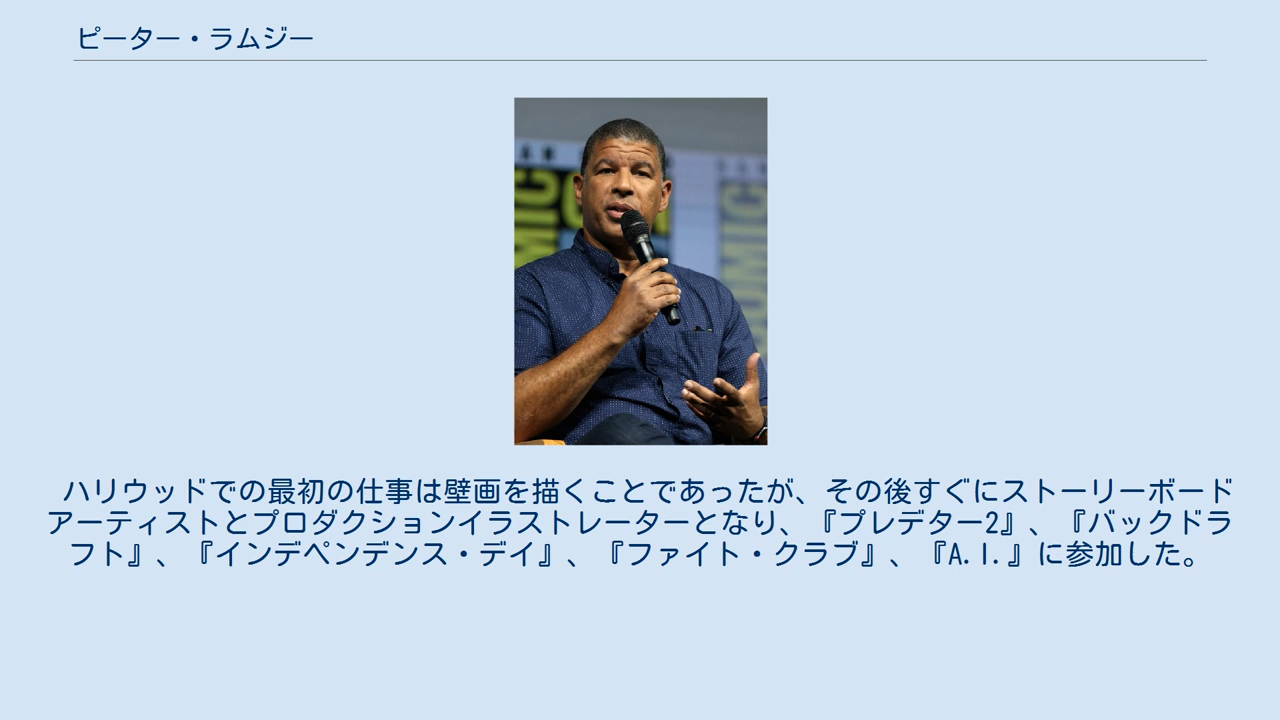 ピーター・ラムジー
AN
MIC
C
COMIC
ハリウッドでの最初の仕事は壁画を描くことであったが、その後すぐにストーリーボード
アーティストとプロダクションイラストレーターとなり、『プレデター2』、『バックドラ
フト』、『インデペンデンス・デイ』、『ファイト・クラブ』、『A.I.』に参加した。